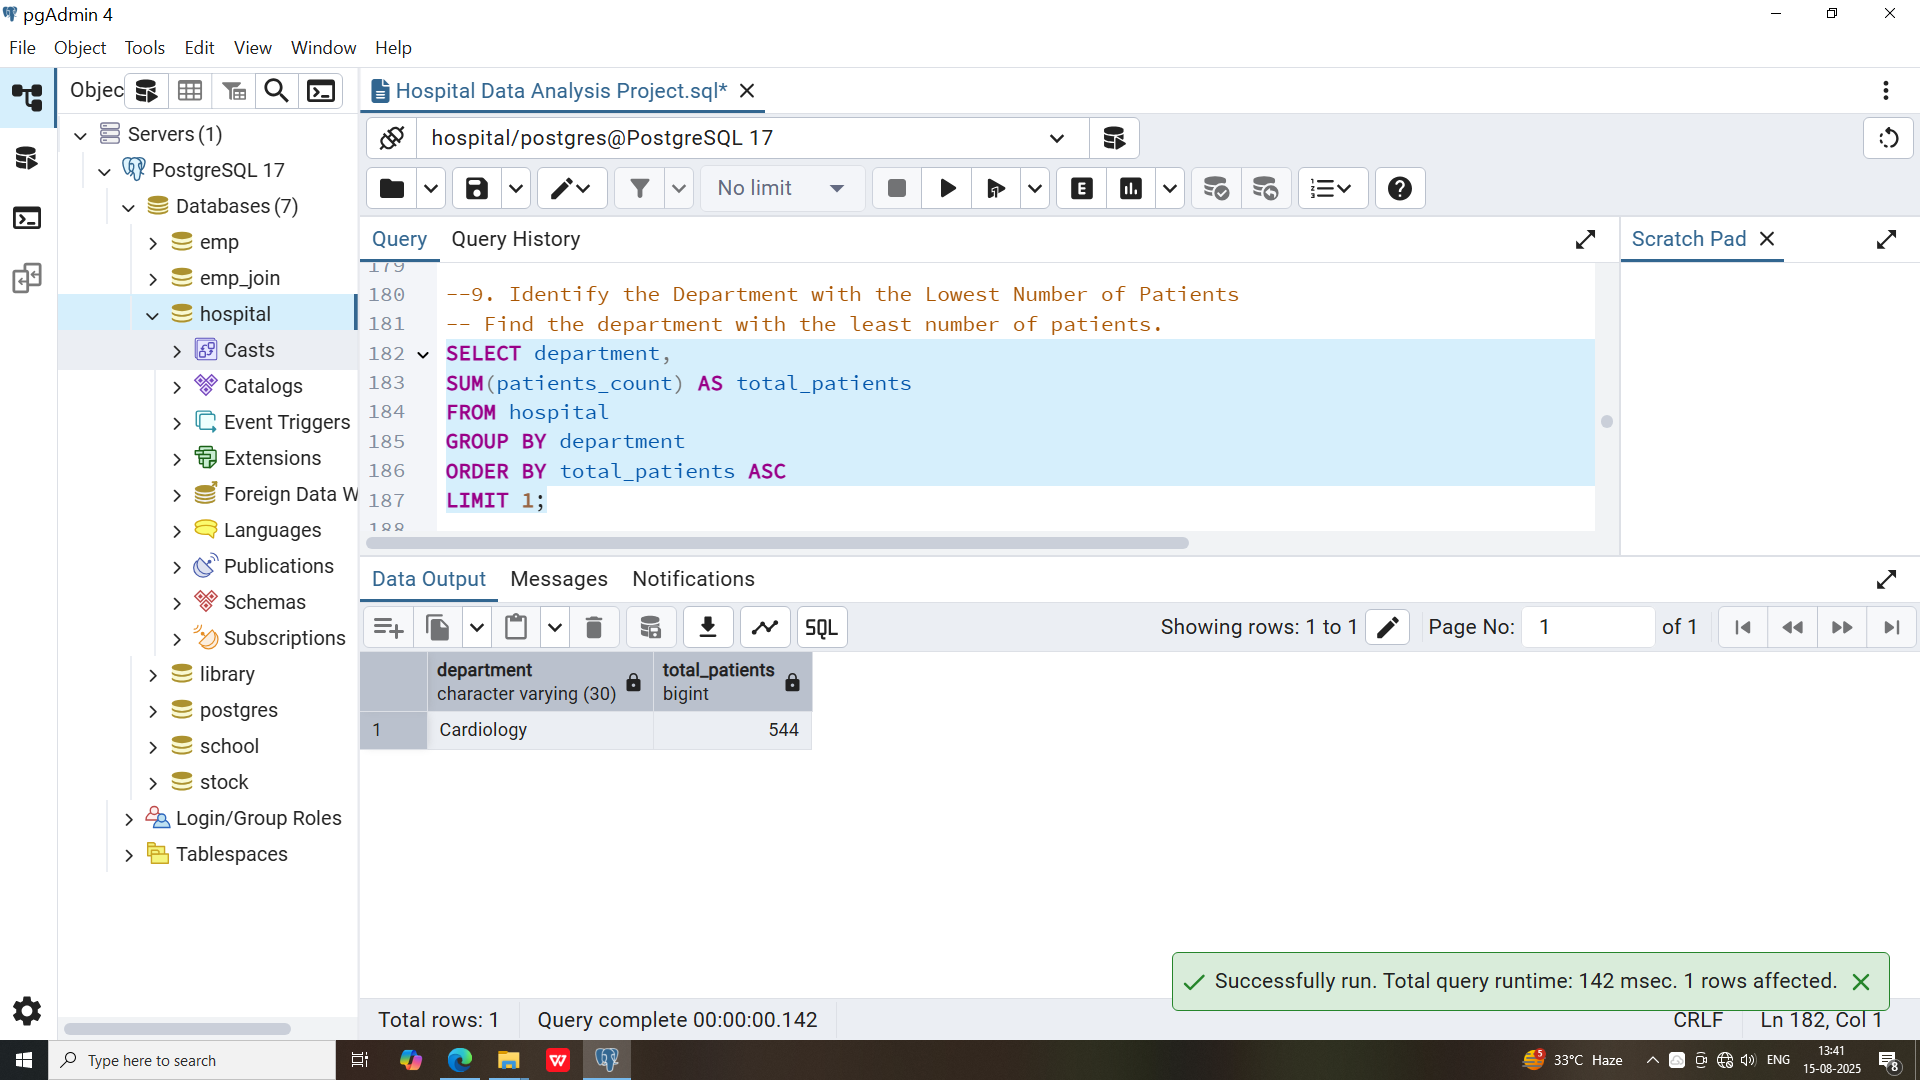 pgAdmin 4
File Object Tools Edit View Window Help
Objec
Hospital Data Analysis Project.sql*
Servers (1)
hospital/postgres@PostgreSQL 17
PostgreSQL 17
No limit
E
Databases (7)
emp
Query Query History
Scratch Pad
emp_join
hospital
Casts
Catalogs
Event Triggers
Extensions
Foreign Data W
Languages
Publications
Schemas
Subscriptions
library
postgres
school
stock
Login/Group Roles
Tablespaces
179
180 --9. Identify the Department with the Lowest Number of Patients
181 -- Find the department with the least number of patients.
182 SELECT department,
183 SUM(patients_count) AS total_patients
184 FROM hospital
185 GROUP BY department
186 ORDER BY total_patients ASC
187 LIMIT 1;
188
Data Output Messages Notifications
SQL
Showing rows: 1 to 1
Page No: 1 of 1
department
character varying (30)
total_patients
bigint
1 Cardiology 544
Successfully run. Total query runtime: 142 msec. 1 rows affected.
Total rows: 1
Query complete 00:00:00.142
CRLF
Ln 182, Col 1
Type here to search
W
5
33°C Haze
ENG
13:41
15-08-2025
8